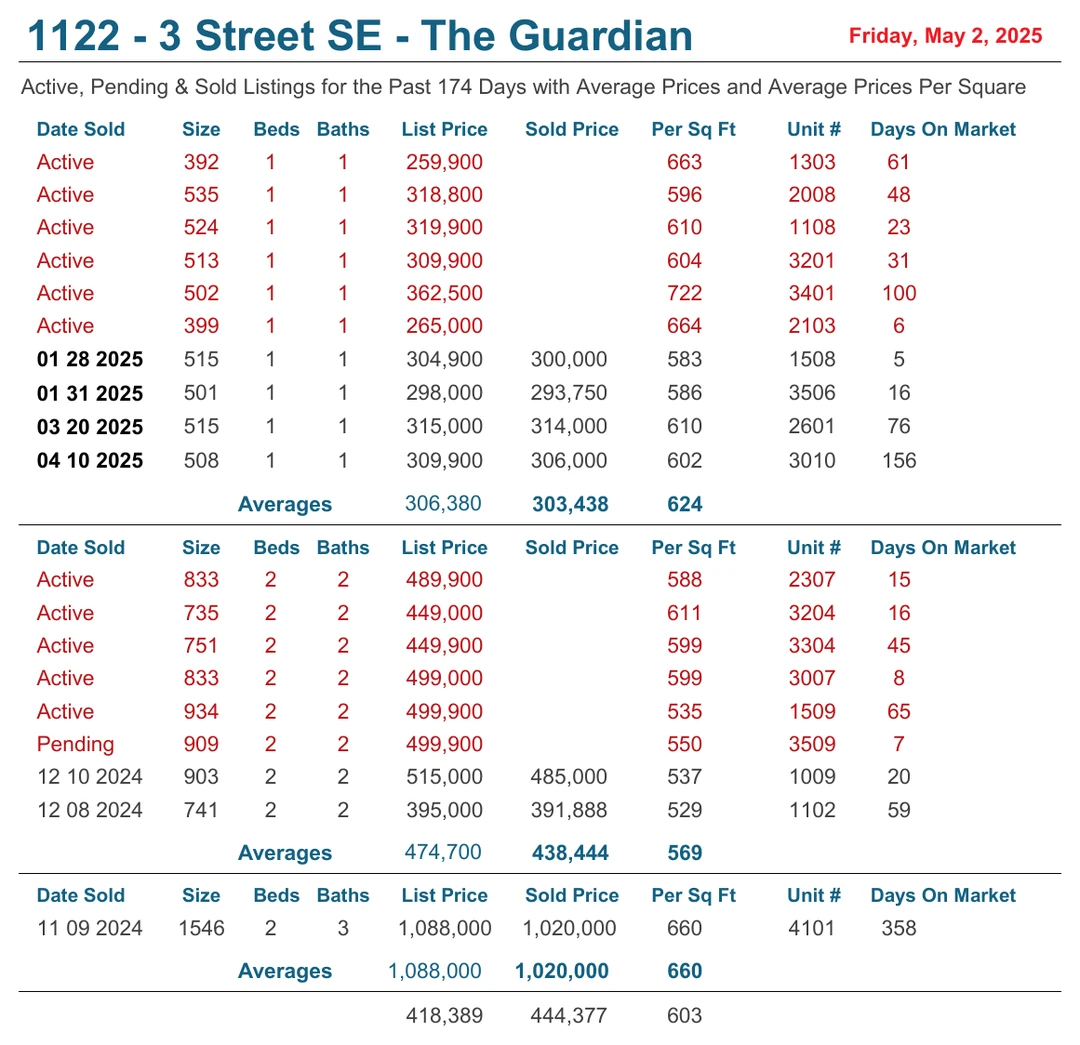 1122 - 3 Street SE - The Guardian Friday, May 2, 2025
Active, Pending & Sold Listings for the Past 174 Days with Average Prices and Average Prices Per Square
Date Sold Size Beds Baths List Price Sold Price Per Sq Ft Unit # Days On Market
Active 392 1 1 259,900 663 1303 61
Active 535 1 1 318,800 596 2008 48
Active 524 1 1 319,900 610 1108 23
Active 513 1 1 309,900 604 3201 31
Active 502 1 1 362,500 722 3401 100
Active 399 1 1 265,000 664 2103 6
01 28 2025 515 1 1 304,900 300,000 583 1508 5
01 31 2025 501 1 1 298,000 293,750 586 3506 16
03 20 2025 515 1 1 315,000 314,000 610 2601 76
04 10 2025 508 1 1 309,900 306,000 602 3010 156
Averages 306,380 303,438 624
Date Sold Size Beds Baths List Price Sold Price Per Sq Ft Unit # Days On Market
Active 833 2 2 489,900 588 2307 15
Active 735 2 2 449,000 611 3204 16
Active 751 2 2 449,900 599 3304 45
Active 833 2 2 499,000 599 3007 8
Active 934 2 2 499,900 535 1509 65
Pending 909 2 2 499,900 550 3509 7
12 10 2024 903 2 2 515,000 485,000 537 1009 20
12 08 2024 741 2 2 395,000 391,888 529 1102 59
Averages 474,700 438,444 569
Date Sold Size Beds Baths List Price Sold Price Per Sq Ft Unit # Days On Market
11 09 2024 1546 2 3 1,088,000 1,020,000 660 4101 358
Averages 1,088,000 1,020,000 660
418,389 444,377 603